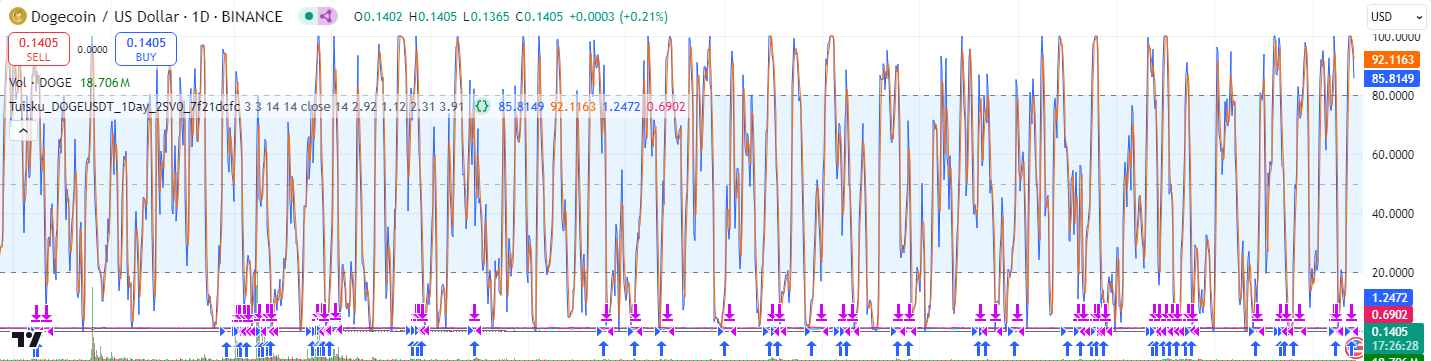 Dogecoin / US Dollar · 1D · BINANCE O0.1402 H0.1405 L0.1365 C0.1405 +0.0003 (+0.21%) USD
0.1405 SELL 0.0000 0.1405 BUY
Vol · DOGE 18.706M
Tuisku_DOGEUSDT_1Day_2SV0_7f21dcfc 3 3 14 14 close 14 2.92 1.12 2.31 3.91 {} 85.8149 92.1163 1.2472 0.6902
100.0000
92.1163
85.8149
80.0000
60.0000
40.0000
20.0000
1.2472
0.6902
0.1405
17:26:28
18.706M